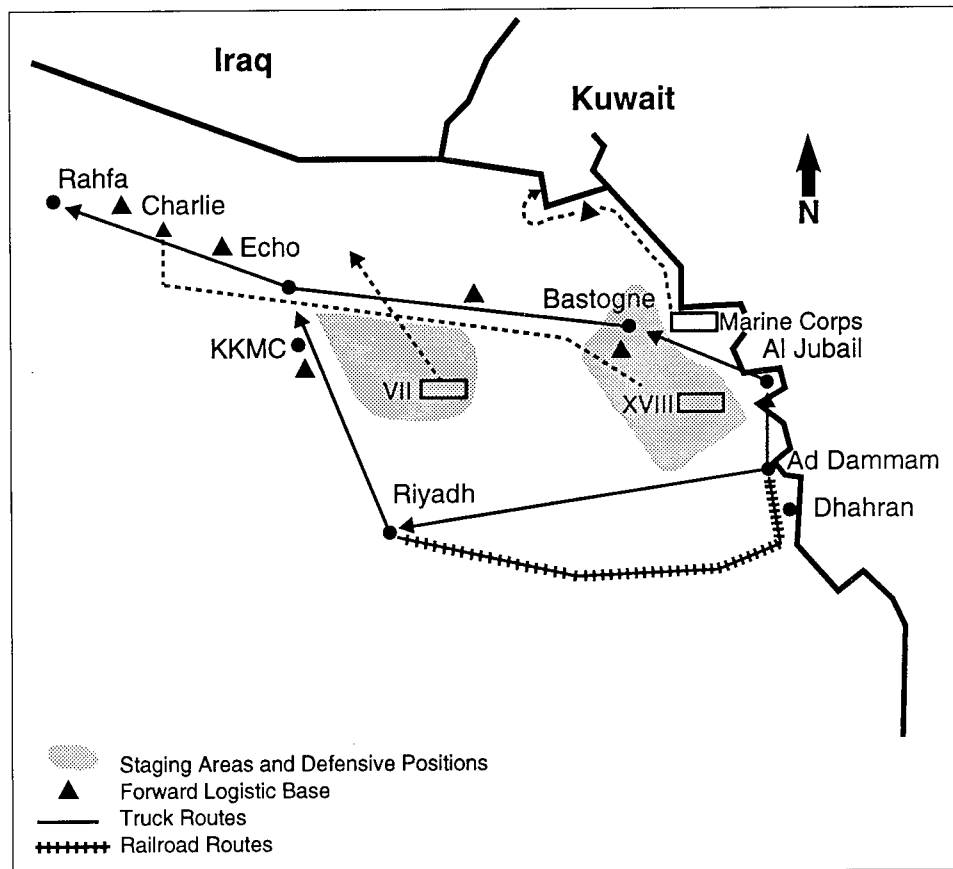 Iraq
Kuwait
N
Rahfa
Charlie
Echo
Bastogne
Marine Corps
Al Jubail
KKMC
VII
XVIII
Ad Dammam
Riyadh
Dhahran
Staging Areas and Defensive Positions
Forward Logistic Base
Truck Routes
Railroad Routes